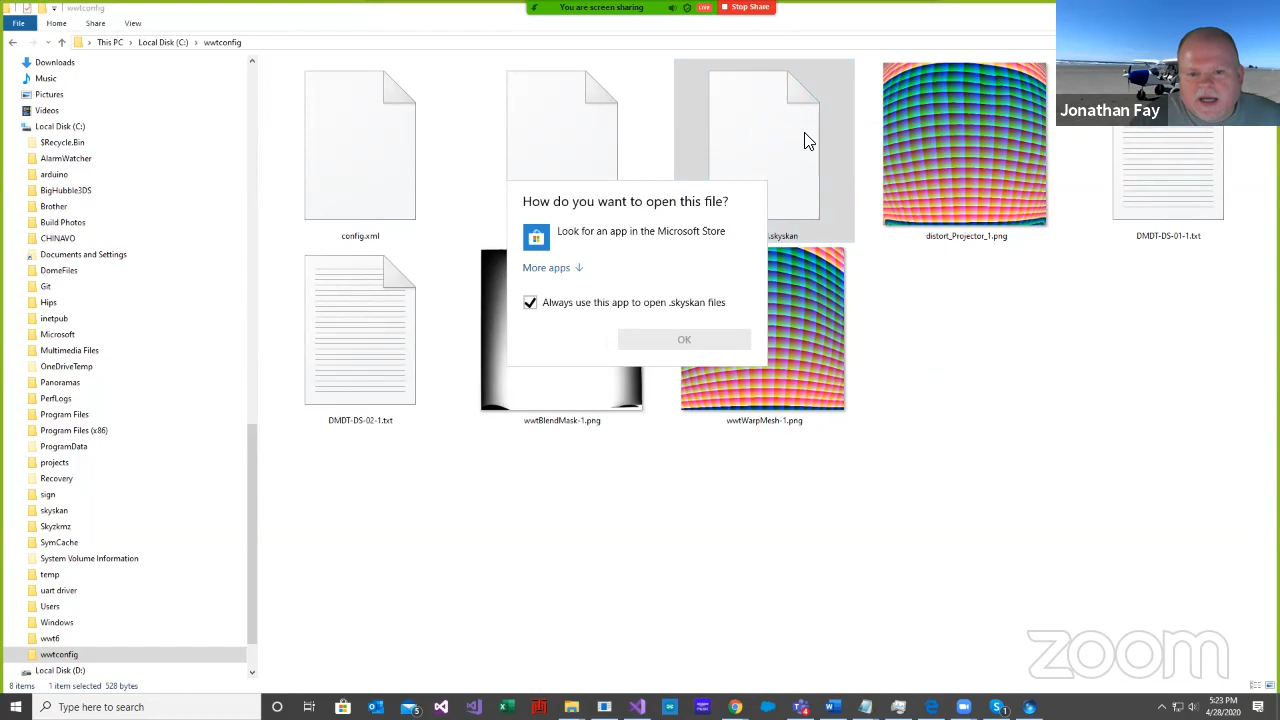 wwtconfig
You are screen sharing
LIVE
Stop Share
File
Home
Share
View
This PC
Local Disk (C:)
wwtconfig
Jonathan Fay
Downloads
Music
Pictures
Videos
Local Disk (C:)
$Recycle.Bin
AlarmWatcher
arduino
BigHubble3DS
Brother
Build Photos
CHINAVO
Documents and Settings
DomeFiles
Git
Hips
inetpub
Microsoft
Multimedia Files
OneDriveTemp
Panoramas
PerfLogs
Program Files
Program Files (x86)
ProgramData
projects
Recovery
sign
skyskan
Skyzkmz
SymCache
System Volume Information
temp
uart driver
Users
Windows
wwt6
wwtconfig
Local Disk (D:)
config.xml
.skyskan
distort_Projector_1.png
DMDT-DS-01-1.txt
How do you want to open this file?
Look for an app in the Microsoft Store
More apps
Always use this app to open .skyskan files
OK
DMDT-DS-02-1.txt
wwtBlendMask-1.png
wwtWarpMesh-1.png
zoom
8 items
1 item selected 528 bytes
Type here to search
5:23 PM
4/28/2020